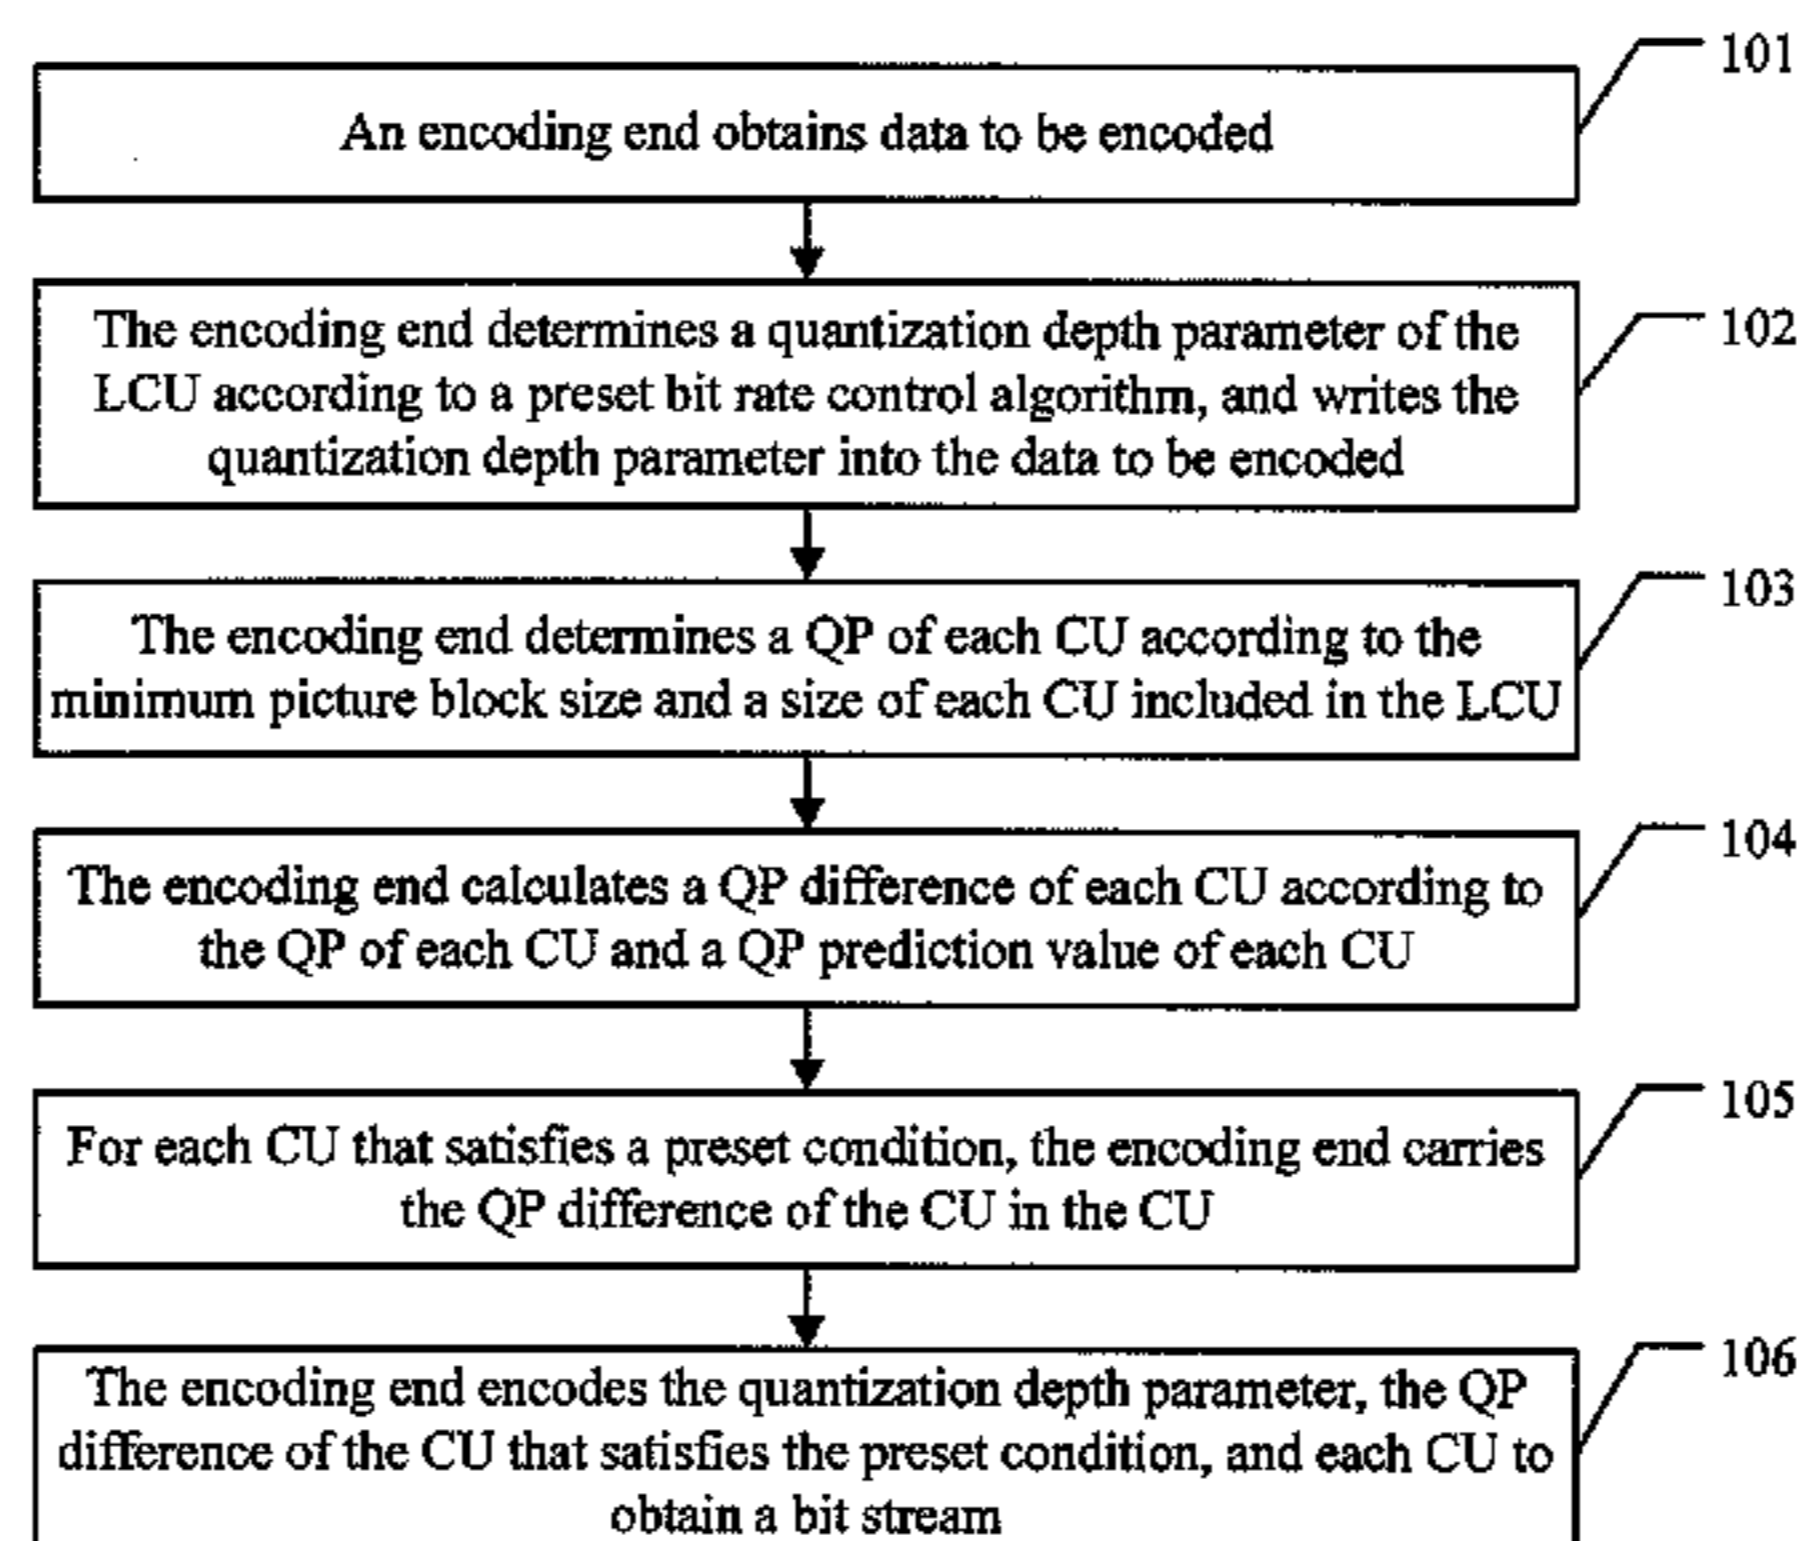 101
An encoding end obtains data to be encoded
102
The encoding end determines a quantization depth parameter of the
LCU according to a preset bit rate control algorithm, and writes the
quantization depth parameter into the data to be encoded
103
The encoding end determines a QP of each CU according to the
minimum picture block size and a size of each CU included in the LCU
104
The encoding end calculates a QP difference of each CU according to
the QP of each CU and a QP prediction value of each CU
105
For each CU that satisfies a preset condition, the encoding end carries
the QP difference of the CU in the CU
106
The encoding end encodes the quantization depth parameter, the QP
difference of the CU that satisfies the preset condition, and each CU to
obtain a bit stream